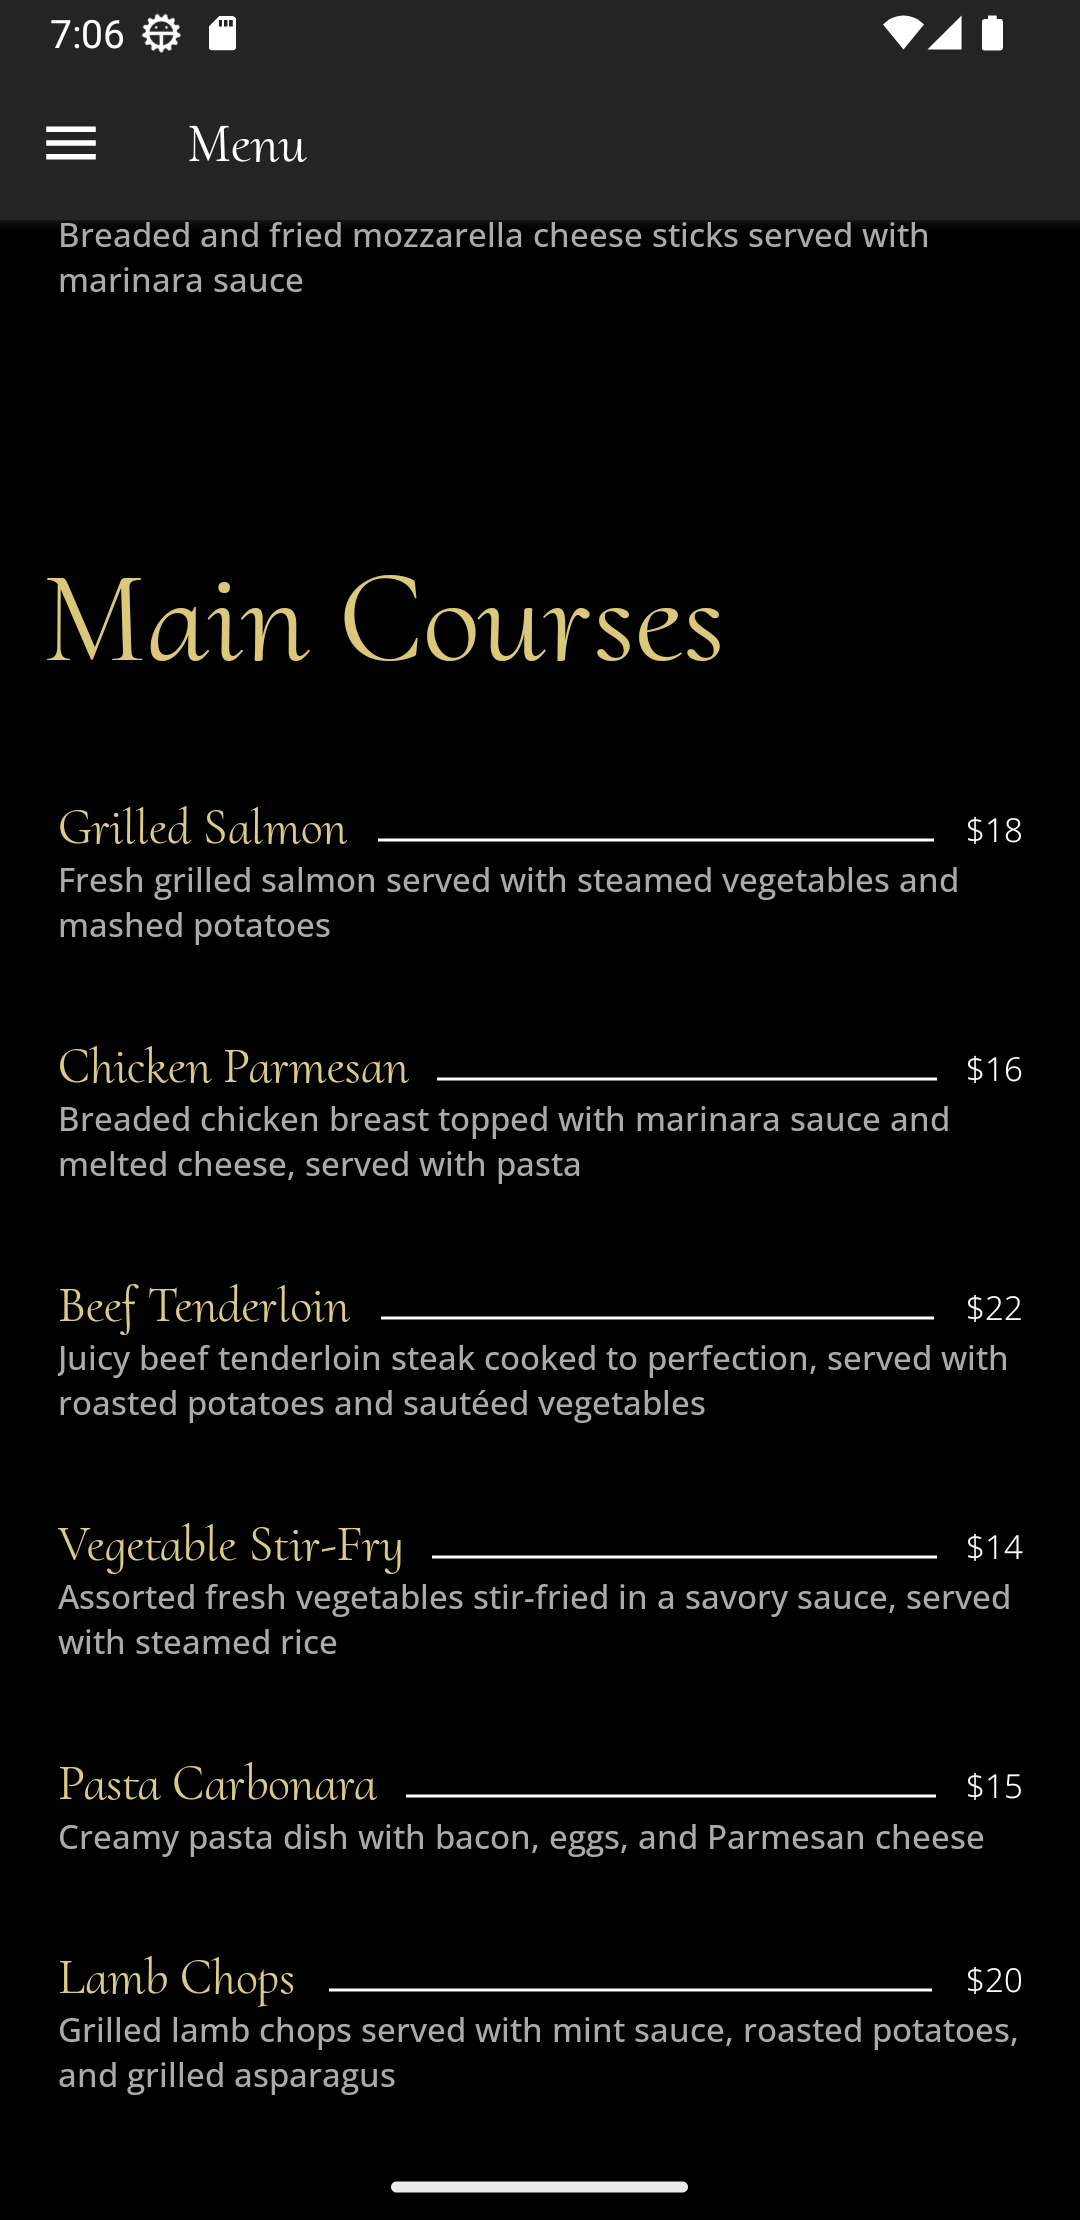 7:06
Menu
Breaded and fried mozzarella cheese sticks served with
marinara sauce
Main Courses
Grilled Salmon $18
Fresh grilled salmon served with steamed vegetables and
mashed potatoes
Chicken Parmesan $16
Breaded chicken breast topped with marinara sauce and
melted cheese, served with pasta
Beef Tenderloin $22
Juicy beef tenderloin steak cooked to perfection, served with
roasted potatoes and sautéed vegetables
Vegetable Stir-Fry $14
Assorted fresh vegetables stir-fried in a savory sauce, served
with steamed rice
Pasta Carbonara $15
Creamy pasta dish with bacon, eggs, and Parmesan cheese
Lamb Chops $20
Grilled lamb chops served with mint sauce, roasted potatoes,
and grilled asparagus